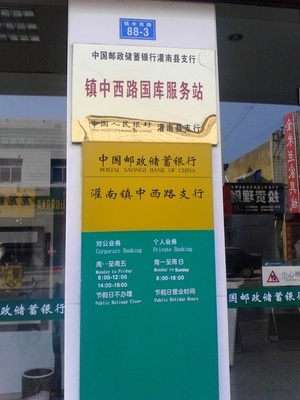 镇中西路
88-3
中国邮政储蓄银行灌南县支行
镇中西路国库服务站
中国人民银行 灌南县支行
THE PEOPLE'S BANK OF CHINA
中国邮政储蓄银行
POSTAL SAVINGS BANK OF CHINA
灌南镇中西路支行
对公业务
Corporate Banking
周一至周五
Monday to Friday
8:00-12:00
14:00-18:00
节假日不办理
Public Holiday Close
个人业务
Private Banking
周一至周日
Monday to Sunday
8:00-18:00
节假日营业时间
Public Holiday Hours
政储蓄银行
中国邮政储蓄银行
投资理财
小心